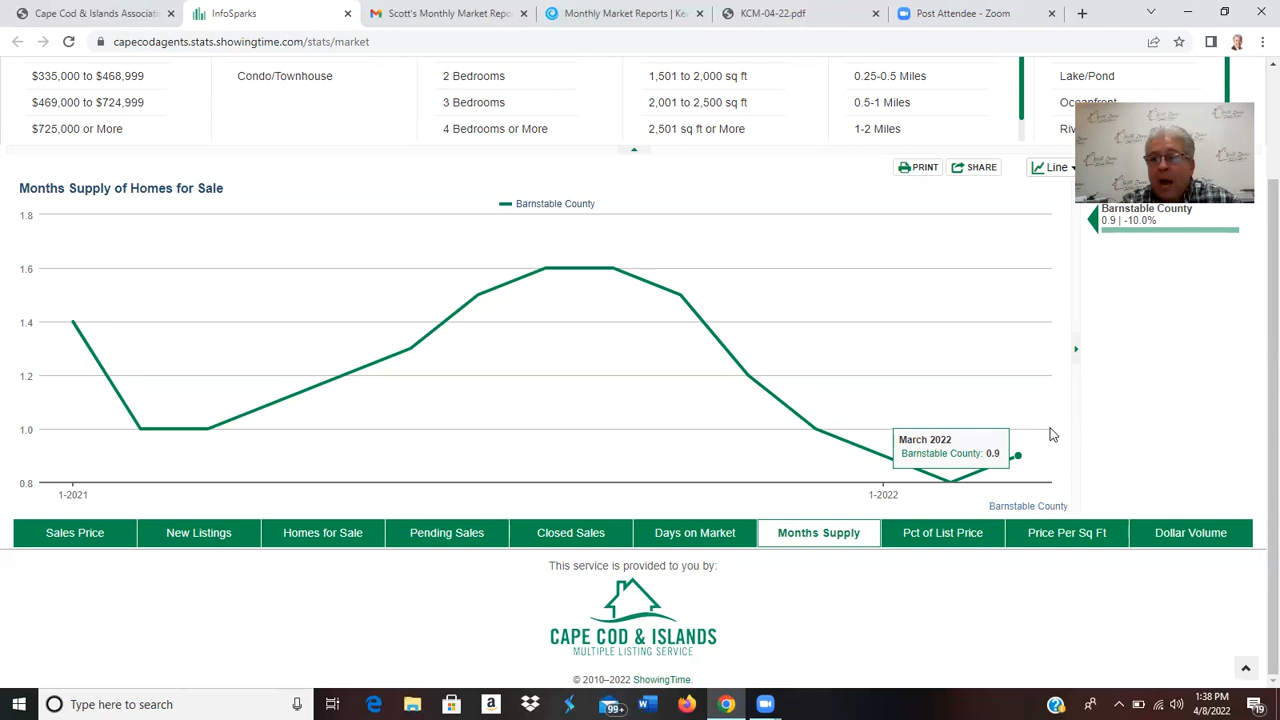 Cape Cod & Islands Associati
InfoSparks
Scott's Monthly Market Repo
Monthly Market Reports | Ke
KCM-04-22.pdf
Post Attendee - Zoom
capecodagents.stats.showingtime.com/stats/market
$335,000 to $468,999
Condo/Townhouse
2 Bedrooms
1,501 to 2,000 sq ft
0.25-0.5 Miles
Lake/Pond
$469,000 to $724,999
3 Bedrooms
2,001 to 2,500 sq ft
0.5-1 Miles
Oceanfront
$725,000 or More
4 Bedrooms or More
2,501 sq ft or More
1-2 Miles
Riv
PRINT
SHARE
Line
Months Supply of Homes for Sale
Barnstable County
Barnstable County
0.9 | -10.0%
1.8
1.6
1.4
1.2
1.0
0.8
March 2022
Barnstable County: 0.9
1-2021
1-2022
Barnstable County
Sales Price
New Listings
Homes for Sale
Pending Sales
Closed Sales
Days on Market
Months Supply
Pct of List Price
Price Per Sq Ft
Dollar Volume
This service is provided to you by:
CAPE COD & ISLANDS
MULTIPLE LISTING SERVICE
© 2010–2022 ShowingTime.
Type here to search
99+
1:38 PM
4/8/2022
19